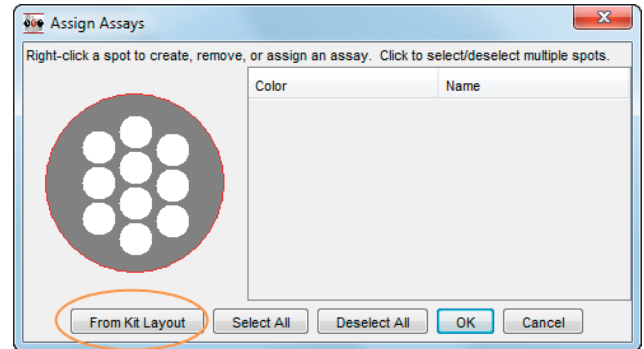 Assign Assays
Right-click a spot to create, remove, or assign an assay. Click to select/deselect multiple spots.
Color Name
From Kit Layout Select All Deselect All OK Cancel